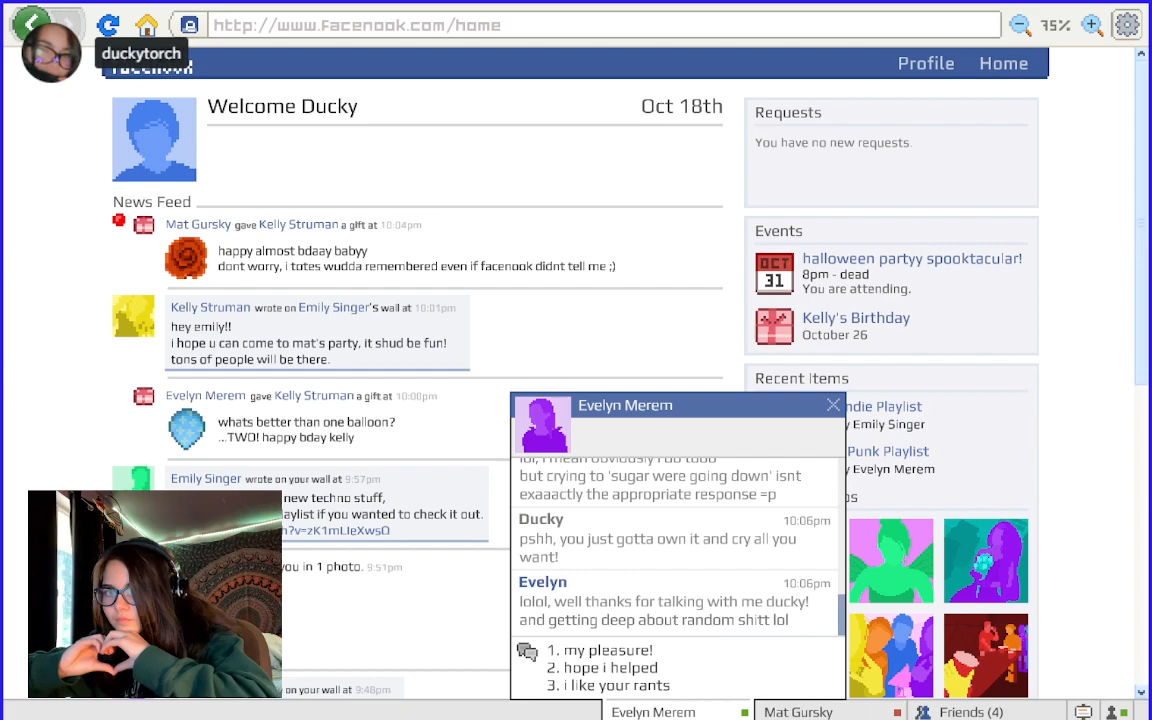 http://www.Facenook.com/home
75%
duckytorch
facenook
Profile
Home
Welcome Ducky
Oct 18th
News Feed
Mat Gursky gave Kelly Struman a gift at 10:04pm
happy almost bdaay babyy
dont worry, i totes wudda remembered even if facenook didnt tell me ;)
Kelly Struman wrote on Emily Singer's wall at 10:01pm
hey emily!!
i hope u can come to mat's party, it shud be fun!
tons of people will be there.
Evelyn Merem gave Kelly Struman a gift at 10:00pm
whats better than one balloon?
...TWO! happy bday kelly
Emily Singer wrote on your wall at 9:57pm
new techno stuff,
playlist if you wanted to check it out.
h?v=zK1mLJeXwsQ
you in 1 photo. 9:51pm
on your wall at 9:48pm
Requests
You have no new requests.
Events
OCT
31
halloween partyy spooktacular!
8pm - dead
You are attending.
Kelly's Birthday
October 26
Recent Items
ndie Playlist
y Emily Singer
Punk Playlist
y Evelyn Merem
os
Evelyn Merem
lol, i mean obviously i do tooo
but crying to 'sugar were going down' isnt
exaaactly the appropriate response =p
Ducky 10:06pm
pshh, you just gotta own it and cry all you
want!
Evelyn 10:06pm
lolol, well thanks for talking with me ducky!
and getting deep about random shitt lol
1. my pleasure!
2. hope i helped
3. i like your rants
Evelyn Merem
Mat Gursky
Friends (4)